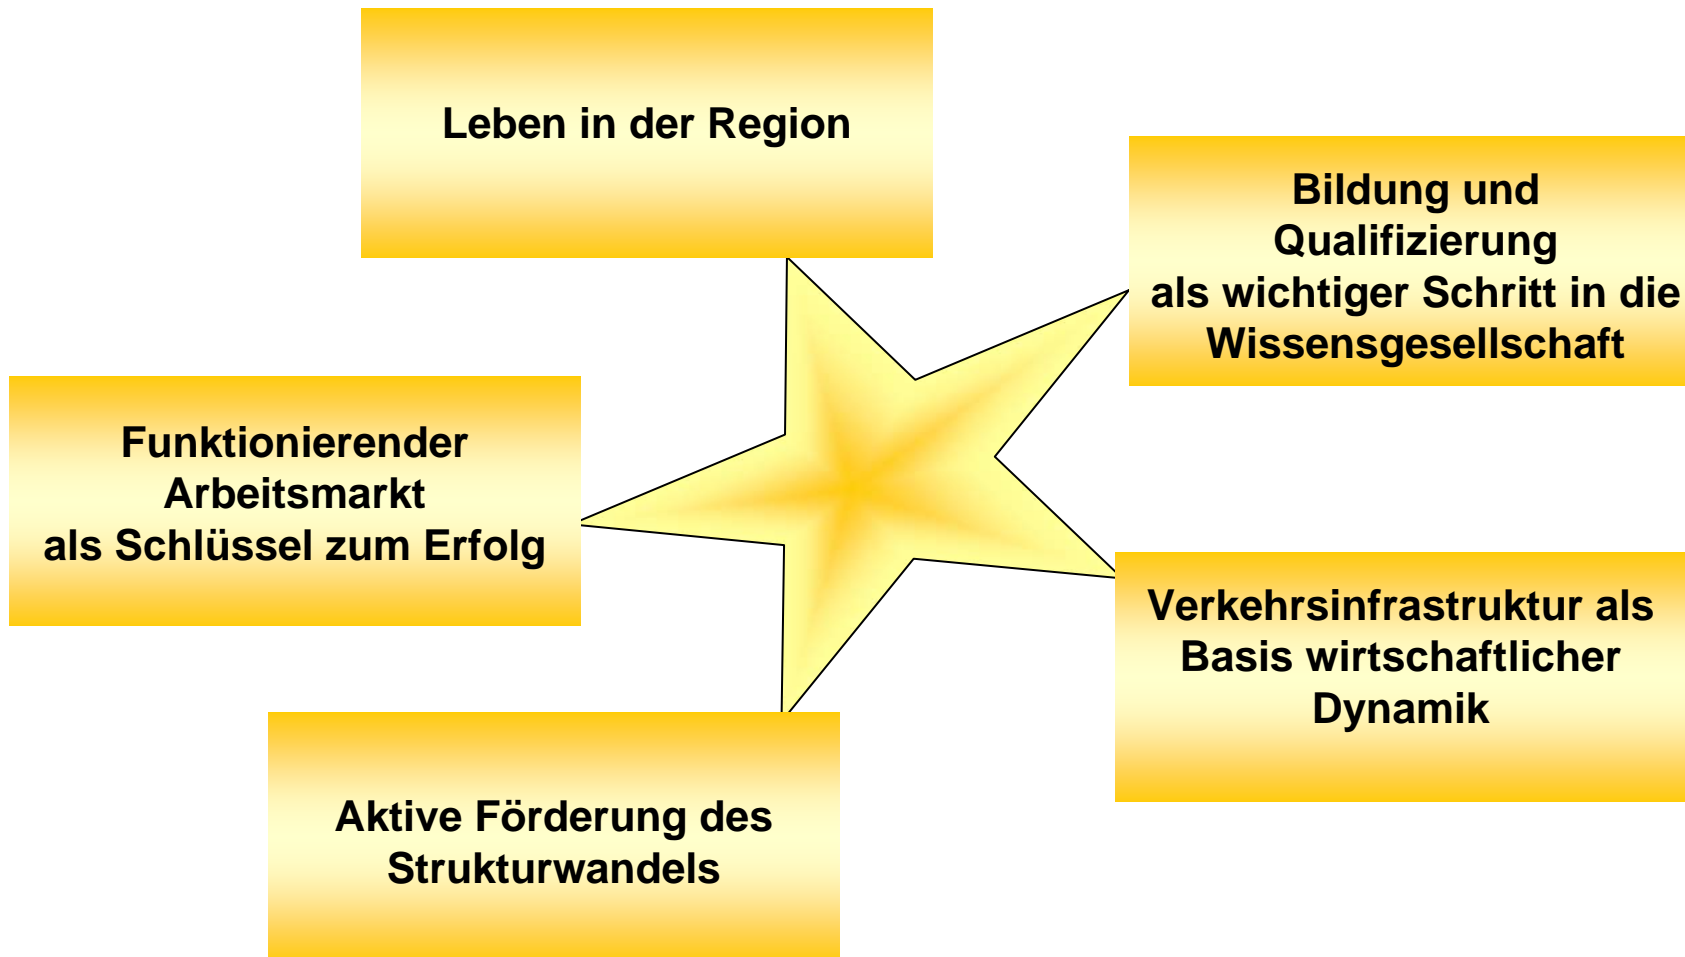 Leben in der Region
Bildung und
Qualifizierung
als wichtiger Schritt in die
Wissensgesellschaft
Funktionierender
Arbeitsmarkt
als Schlüssel zum Erfolg
Verkehrsinfrastruktur als
Basis wirtschaftlicher
Dynamik
Aktive Förderung des
Strukturwandels